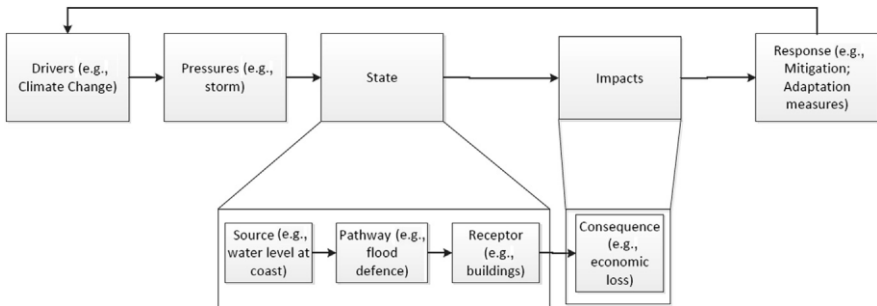 Drivers (e.g.,
Climate Change)
Pressures (e.g.,
storm)
State
Impacts
Response (e.g.,
Mitigation;
Adaptation
measures)
Source (e.g.,
water level at
coast)
Pathway (e.g.,
flood
defence)
Receptor
(e.g.,
buildings)
Consequence
(e.g.,
economic
loss)